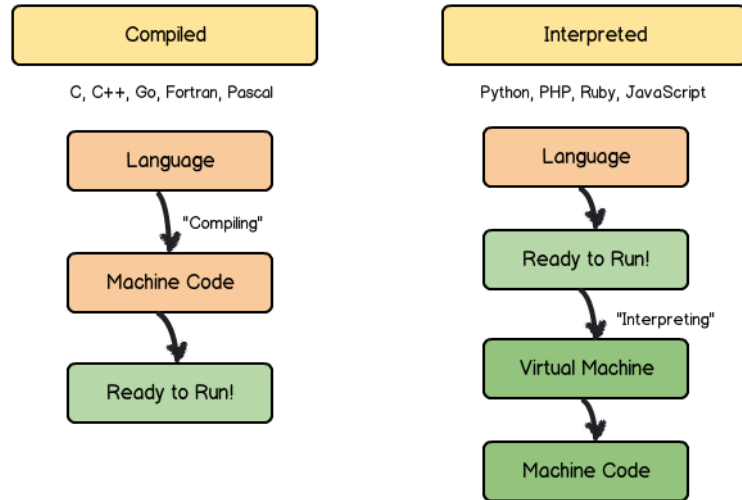 Compiled
C, C++, Go, Fortran, Pascal
Language
"Compiling"
Machine Code
Ready to Run!
Interpreted
Python, PHP, Ruby, JavaScript
Language
Ready to Run!
"Interpreting"
Virtual Machine
Machine Code